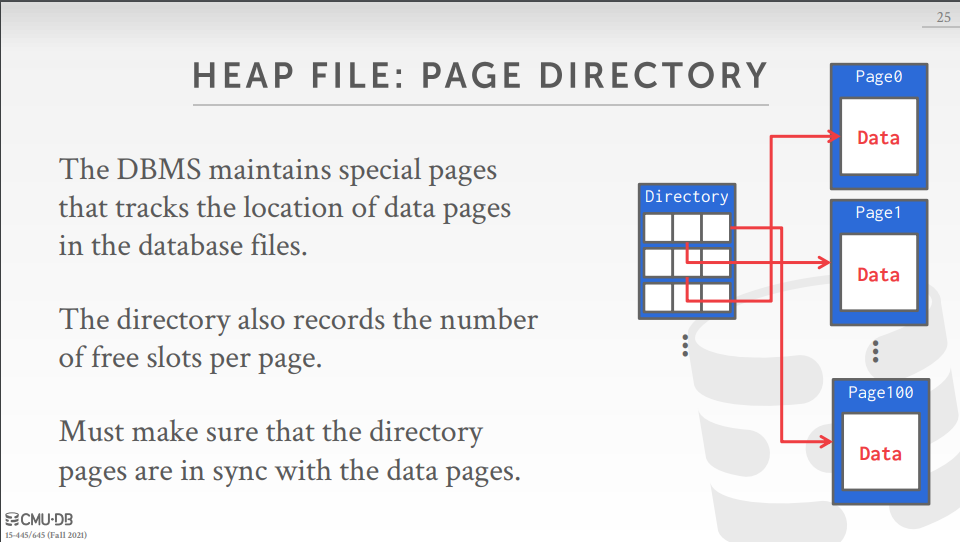 25
HEAP FILE: PAGE DIRECTORY
The DBMS maintains special pages
that tracks the location of data pages
in the database files.
The directory also records the number
of free slots per page.
Must make sure that the directory
pages are in sync with the data pages.
Directory
Page0
Data
Page1
Data
Page100
Data
CMU·DB
15-445/645 (Fall 2021)